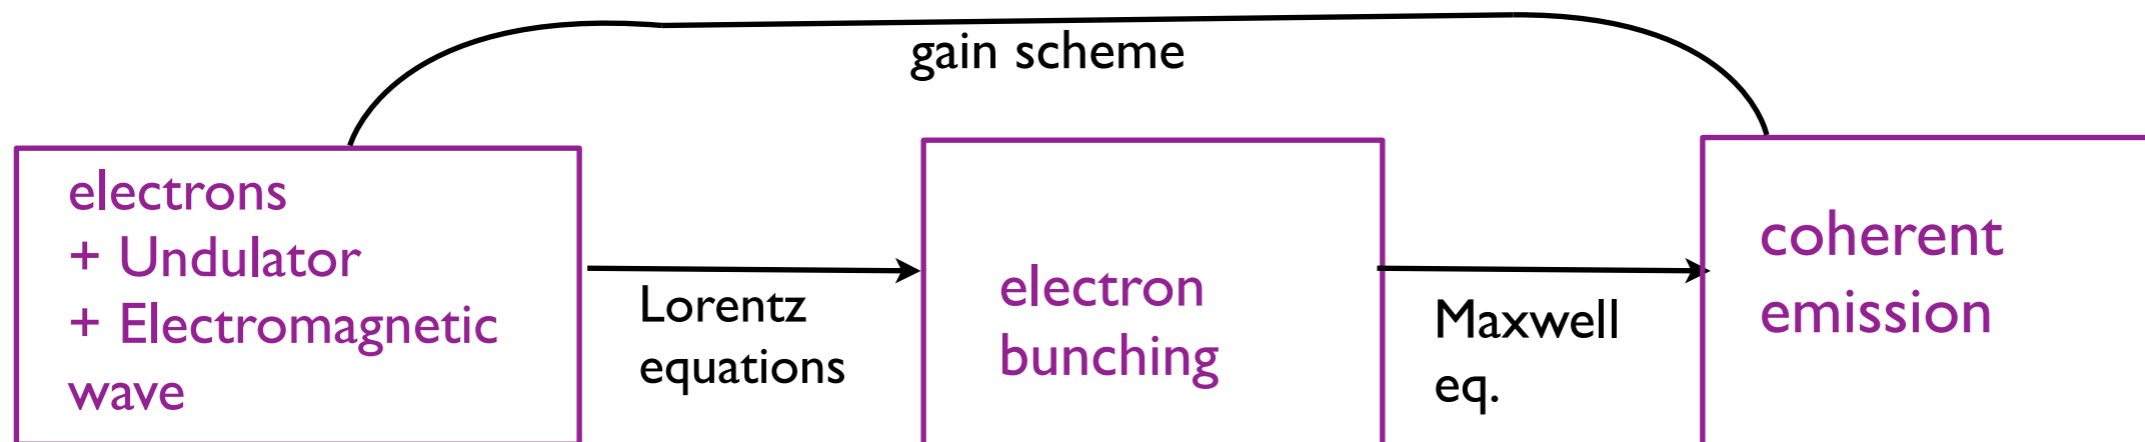 gain scheme
electrons
+ Undulator
+ Electromagnetic
wave
Lorentz
equations
electron
bunching
Maxwell
eq.
coherent
emission